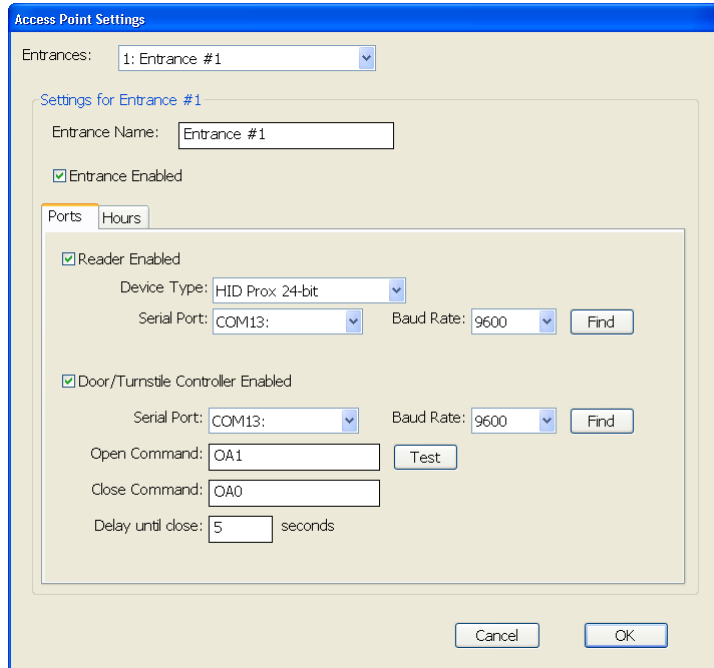 Access Point Settings
Entrances: 1: Entrance #1
Settings for Entrance #1
Entrance Name: Entrance #1
Entrance Enabled
Ports Hours
Reader Enabled
Device Type: HID Prox 24-bit
Serial Port: COM13: Baud Rate: 9600 Find
Door/Turnstile Controller Enabled
Serial Port: COM13: Baud Rate: 9600 Find
Open Command: OA1 Test
Close Command: OA0
Delay until close: 5 seconds
Cancel OK